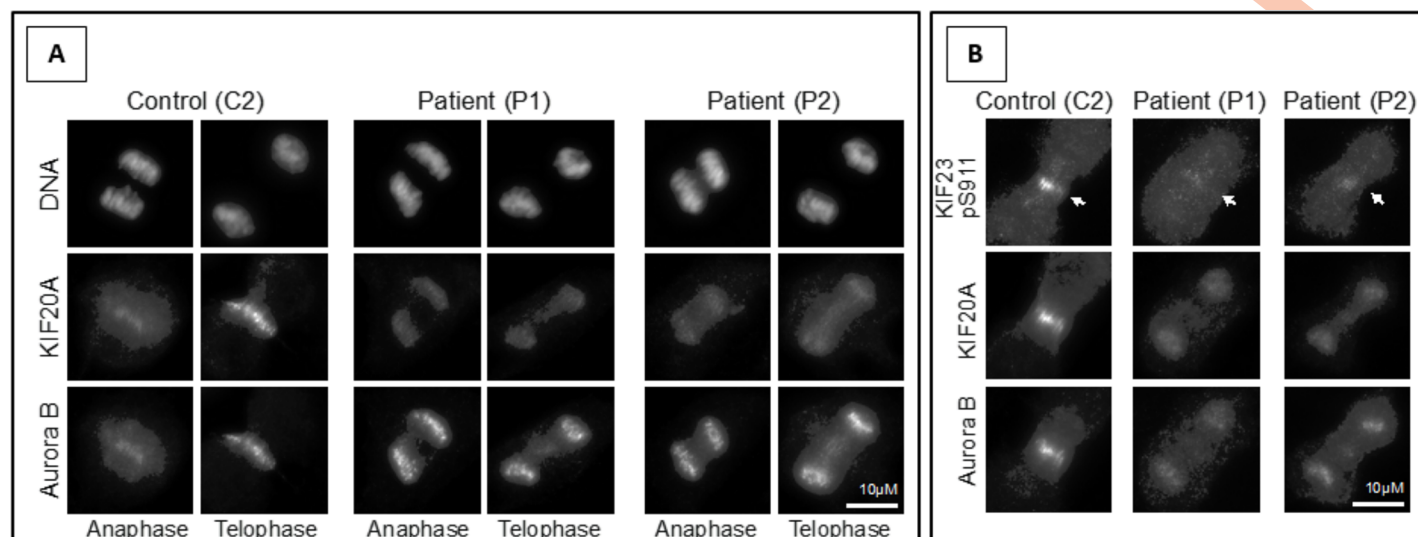 A
Control (C2) Patient (P1) Patient (P2)
DNA
KIF20A
Aurora B
10µM
Anaphase Telophase Anaphase Telophase Anaphase Telophase
B
Control (C2) Patient (P1) Patient (P2)
KIF23
pS911
KIF20A
Aurora B
10µM